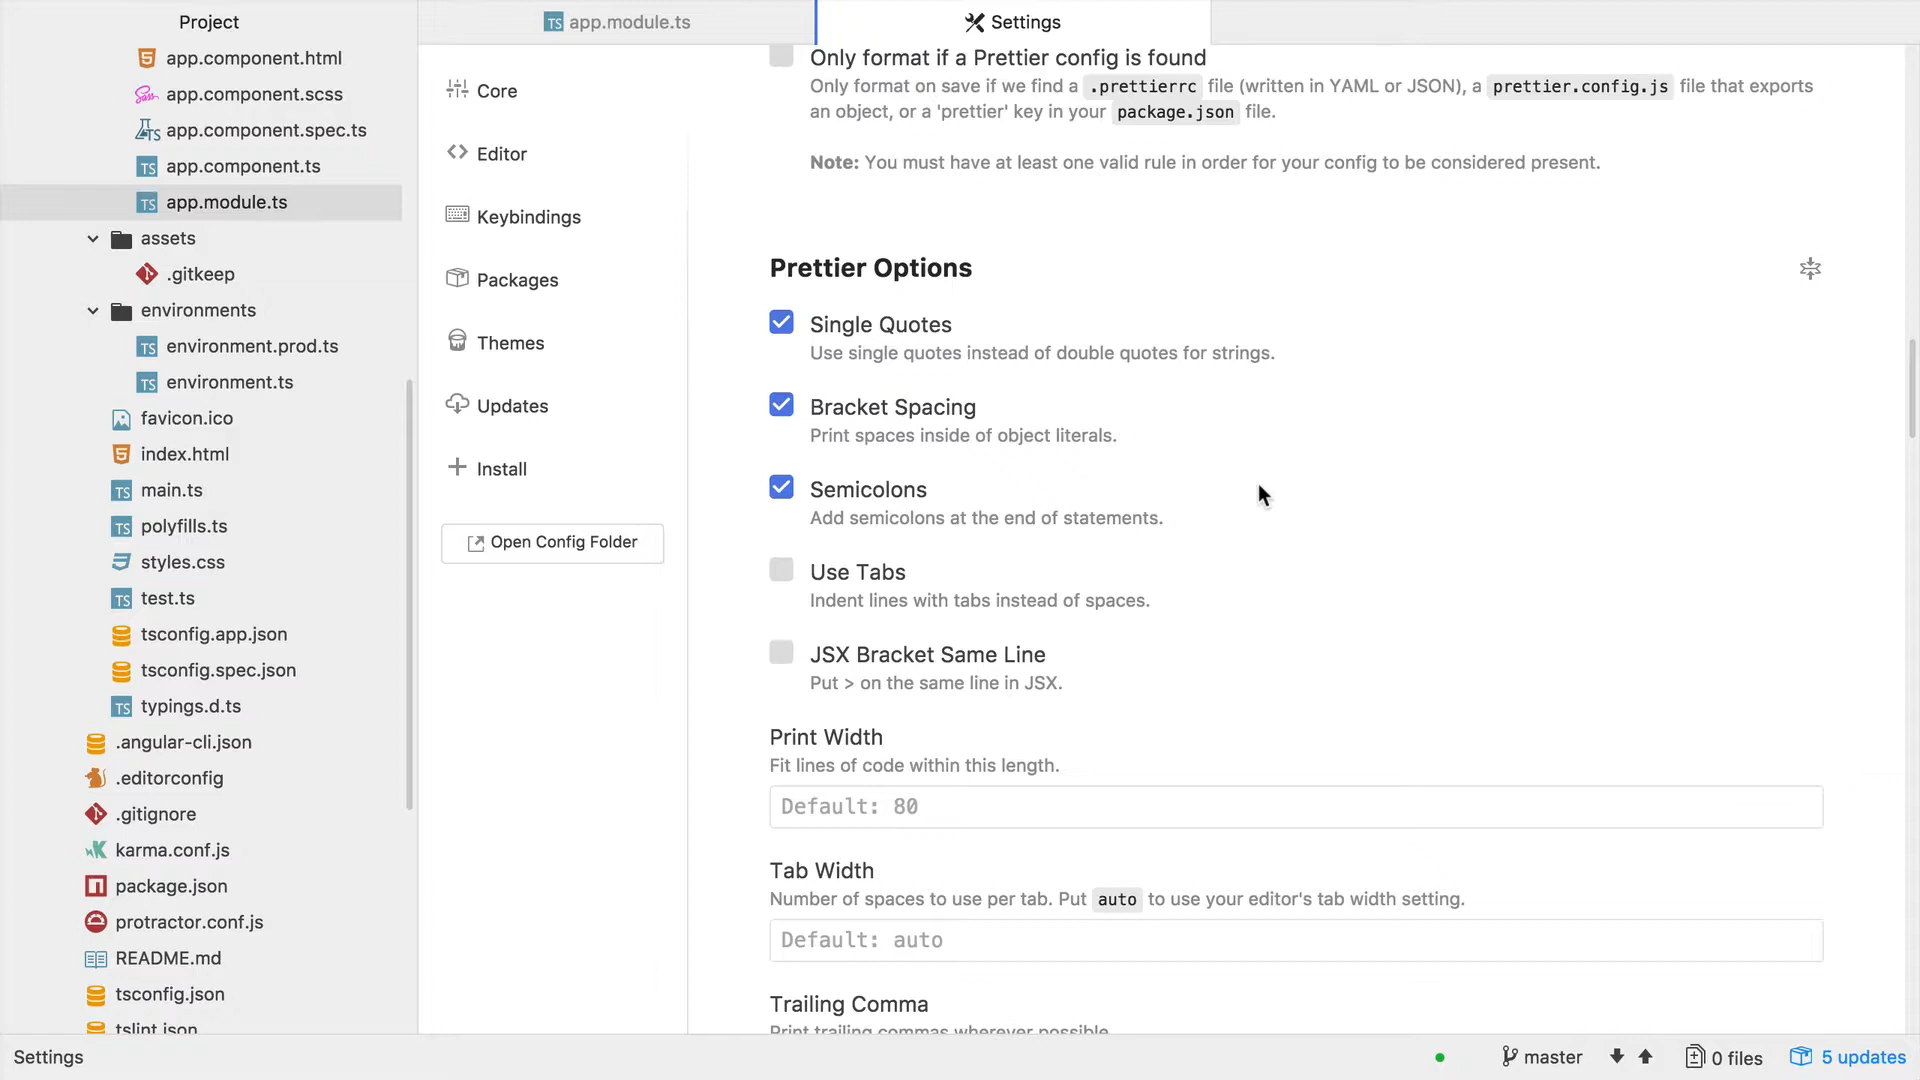 Project
app.component.html
app.component.scss
app.component.spec.ts
app.component.ts
app.module.ts
assets
.gitkeep
environments
environment.prod.ts
environment.ts
favicon.ico
index.html
main.ts
polyfills.ts
styles.css
test.ts
tsconfig.app.json
tsconfig.spec.json
typings.d.ts
.angular-cli.json
.editorconfig
.gitignore
karma.conf.js
package.json
protractor.conf.js
README.md
tsconfig.json
tslint.json
app.module.ts
Settings
Core
Editor
Keybindings
Packages
Themes
Updates
Install
Open Config Folder
Only format if a Prettier config is found
Only format on save if we find a .prettierrc file (written in YAML or JSON), a prettier.config.js file that exports
an object, or a 'prettier' key in your package.json file.
Note: You must have at least one valid rule in order for your config to be considered present.
Prettier Options
Single Quotes
Use single quotes instead of double quotes for strings.
Bracket Spacing
Print spaces inside of object literals.
Semicolons
Add semicolons at the end of statements.
Use Tabs
Indent lines with tabs instead of spaces.
JSX Bracket Same Line
Put > on the same line in JSX.
Print Width
Fit lines of code within this length.
Default: 80
Tab Width
Number of spaces to use per tab. Put auto to use your editor's tab width setting.
Default: auto
Trailing Comma
Print trailing commas wherever possible.
Settings
master
0 files
5 updates